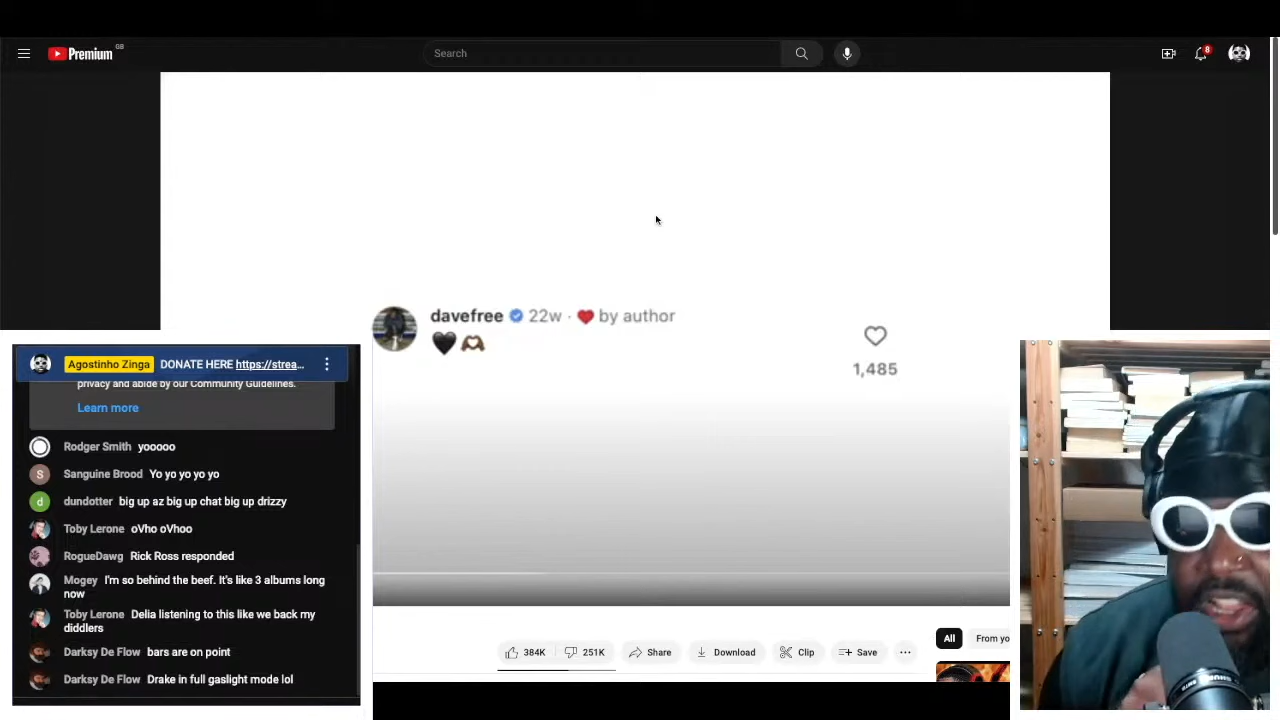 Premium GB
Search
8
davefree 22w · ❤ by author
🖤 🫶🏾
1,485
Agostinho Zinga DONATE HERE https://strea...
privacy and abide by our Community Guidelines.
Learn more
Rodger Smith yooooo
S Sanguine Brood Yo yo yo yo yo
d dundotter big up az big up chat big up drizzy
Toby Lerone oVho oVhoo
RogueDawg Rick Ross responded
Mogey I'm so behind the beef. It's like 3 albums long
now
Toby Lerone Delia listening to this like we back my
diddlers
Darksy De Flow bars are on point
Darksy De Flow Drake in full gaslight mode lol
384K 251K Share Download Clip Save ...
All From yo